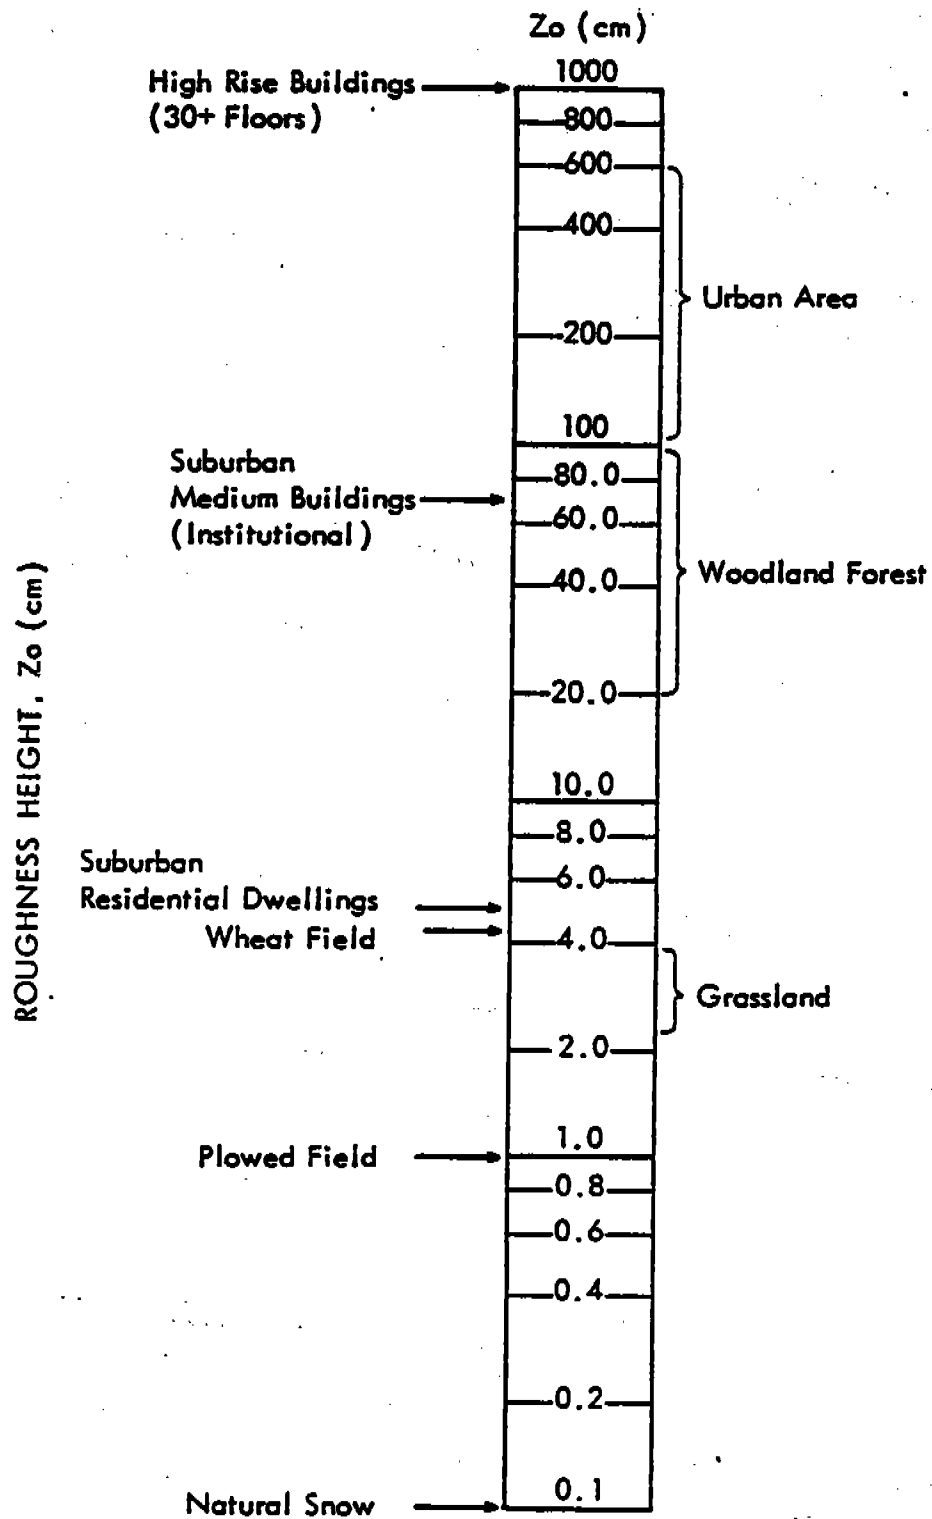 Zo (cm)
1000
High Rise Buildings
(30+ Floors)
800
600
400
Urban Area
200
100
Suburban
Medium Buildings
(Institutional)
80.0
60.0
Woodland Forest
40.0
20.0
ROUGHNESS HEIGHT, Zo (cm)
10.0
8.0
Suburban
Residential Dwellings
6.0
Wheat Field
4.0
Grassland
2.0
1.0
Plowed Field
0.8
0.6
0.4
0.2
0.1
Natural Snow